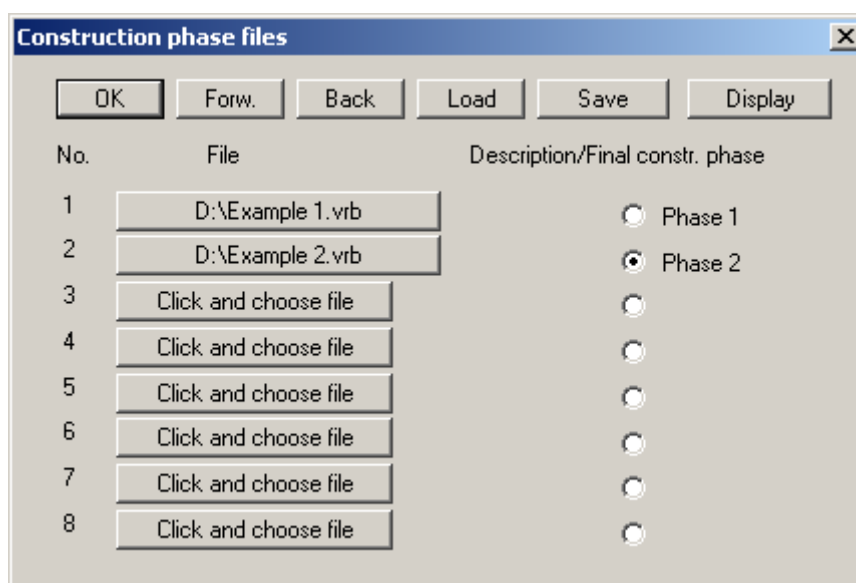 Construction phase files
OK Forw. Back Load Save Display
No. File Description/Final constr. phase
1 D:\Example 1.vrb Phase 1
2 D:\Example 2.vrb Phase 2
3 Click and choose file
4 Click and choose file
5 Click and choose file
6 Click and choose file
7 Click and choose file
8 Click and choose file